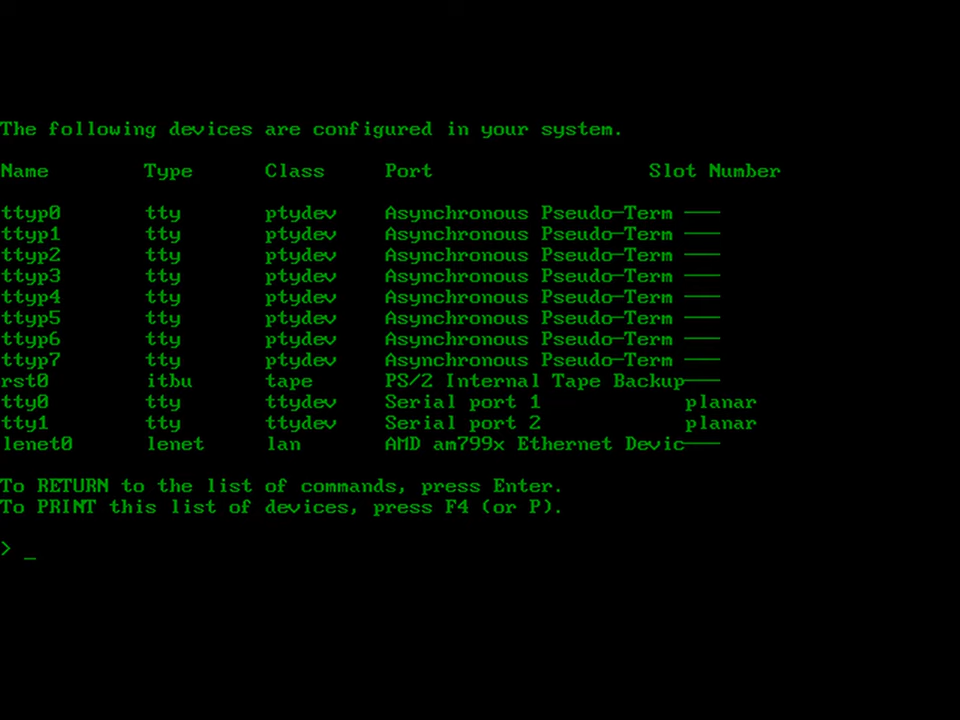 The following devices are configured in your system.
Name Type Class Port Slot Number
ttyp0 tty ptydev Asynchronous Pseudo-Term ---
ttyp1 tty ptydev Asynchronous Pseudo-Term ---
ttyp2 tty ptydev Asynchronous Pseudo-Term ---
ttyp3 tty ptydev Asynchronous Pseudo-Term ---
ttyp4 tty ptydev Asynchronous Pseudo-Term ---
ttyp5 tty ptydev Asynchronous Pseudo-Term ---
ttyp6 tty ptydev Asynchronous Pseudo-Term ---
ttyp7 tty ptydev Asynchronous Pseudo-Term ---
rst0 itbu tape PS/2 Internal Tape Backup---
tty0 tty ttydev Serial port 1 planar
tty1 tty ttydev Serial port 2 planar
lenet0 lenet lan AMD am799x Ethernet Devic---
To RETURN to the list of commands, press Enter.
To PRINT this list of devices, press F4 (or P).
> _